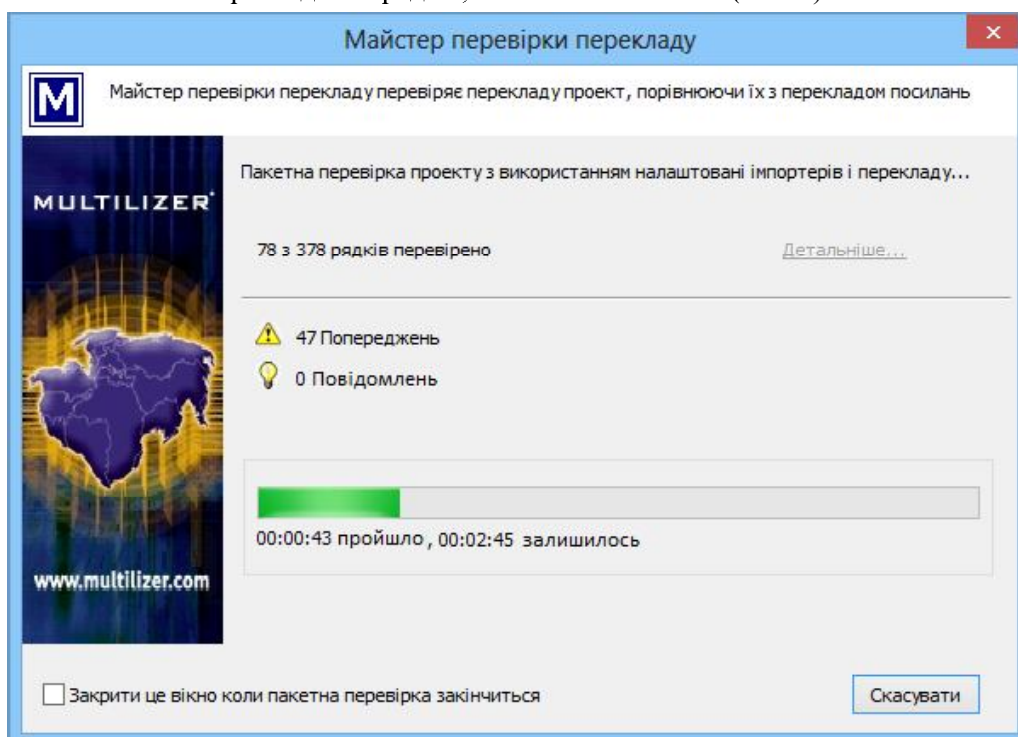 Майстер перевірки перекладу
M
Майстер перевірки перекладу перевіряє перекладу проект, порівнюючи їх з перекладом посилань
MULTILIZER
Пакетна перевірка проекту з використанням налаштовані імпортерів і перекладу...
78 з 378 рядків перевірено
Детальніше...
47 Попереджень
0 Повідомлень
00:00:43 пройшло, 00:02:45 залишилось
www.multilizer.com
Закрити це вікно коли пакетна перевірка закінчиться
Скасувати